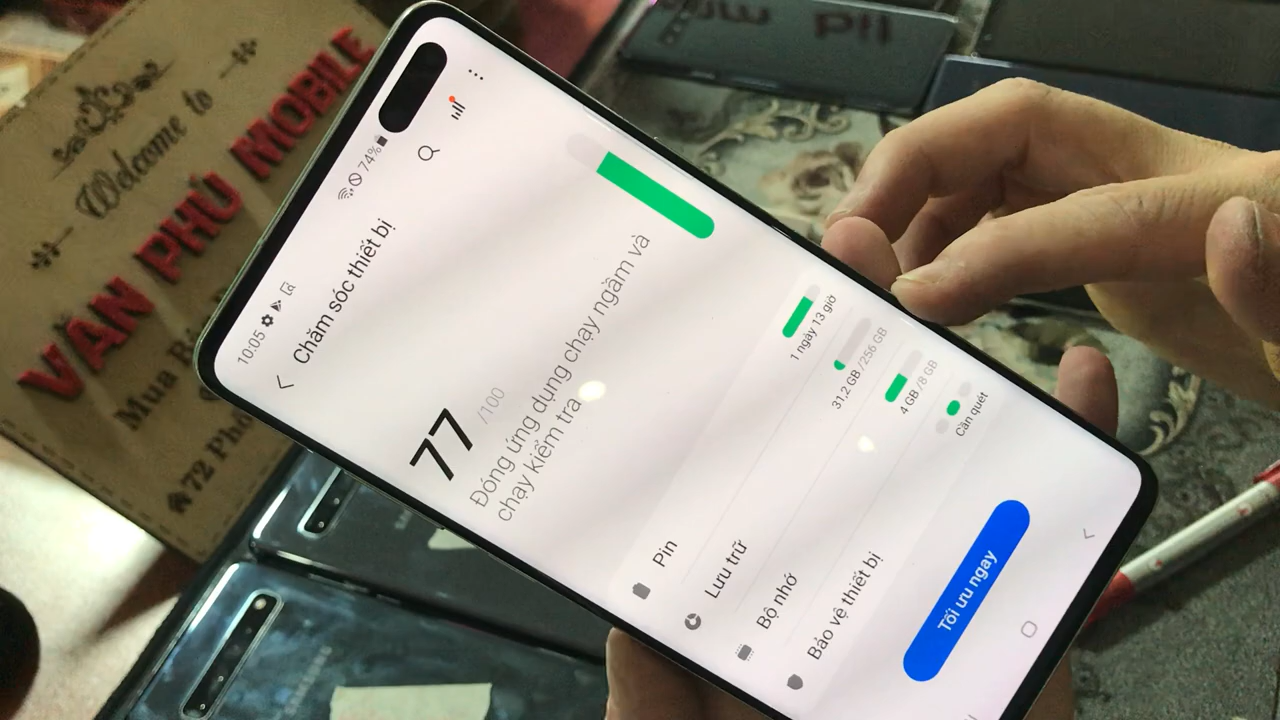 Welcome to
VĂN PHÚ MOBILE
Mua B
72 Phố
10:05
74%
Chăm sóc thiết bị
77 /100
Đóng ứng dụng chạy ngầm và
chạy kiểm tra
Pin
1 ngày 13 giờ
Lưu trữ
31,2 GB /256 GB
Bộ nhớ
4 GB /8 GB
Bảo vệ thiết bị
Cần quét
Tối ưu ngay